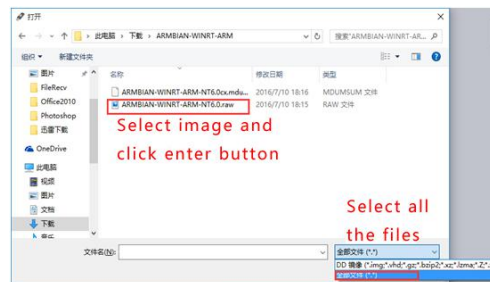 打开
此电脑 › 下载 › ARMBIAN-WINRT-ARM
搜索"ARMBIAN-WINRT-AR...
组织 新建文件夹
图片
FileRecv
Office2010
Photoshop
迅雷下载
OneDrive
此电脑
视频
图片
文档
下载
音乐
名称 修改日期 类型
ARMBIAN-WINRT-ARM-NT6.0cx.mdu... 2016/7/10 18:16 MDUMSUM 文件
ARMBIAN-WINRT-ARM-NT6.0.raw 2016/7/10 18:15 RAW 文件
Select image and
click enter button
Select all
the files
文件名(N): 全部文件 (*.*)
DD 镜像 (*.img;*.vhd;*.gz;*.bzip2;*.xz;*.lzma;*.Z;*.
全部文件 (*.*)